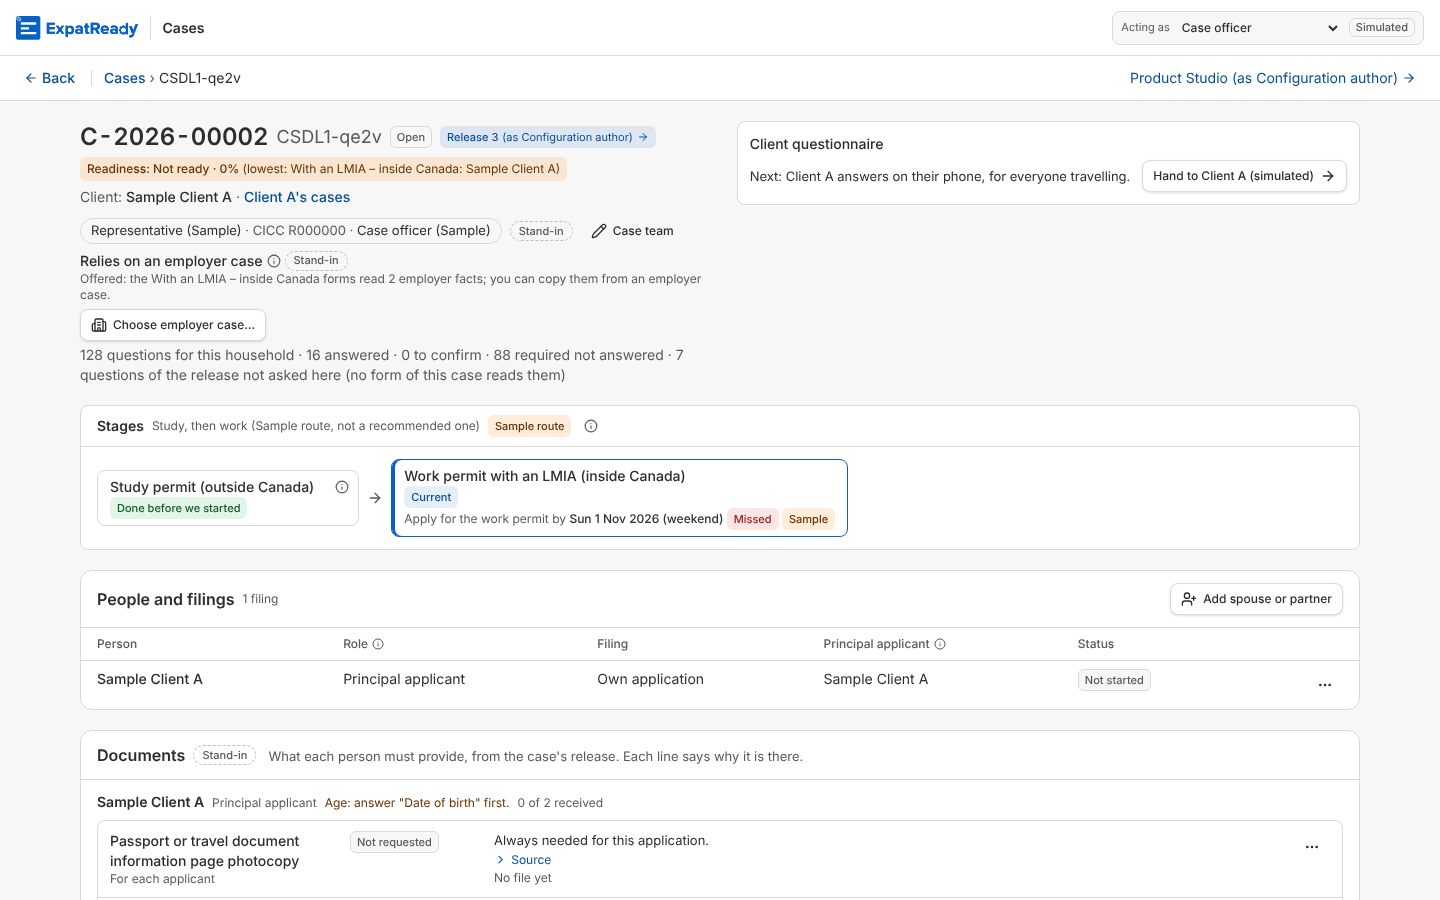 ExpatReady
Cases
Acting as Case officer Simulated
Back
Cases › CSDL1-qe2v
Product Studio (as Configuration author) →
C-2026-00002 CSDL1-qe2v Open Release 3 (as Configuration author) →
Readiness: Not ready · 0% (lowest: With an LMIA – inside Canada: Sample Client A)
Client: Sample Client A · Client A's cases
Representative (Sample) · CICC R000000 · Case officer (Sample) Stand-in Case team
Relies on an employer case Stand-in
Offered: the With an LMIA – inside Canada forms read 2 employer facts; you can copy them from an employer
case.
Choose employer case...
128 questions for this household · 16 answered · 0 to confirm · 88 required not answered · 7
questions of the release not asked here (no form of this case reads them)
Client questionnaire
Next: Client A answers on their phone, for everyone travelling. Hand to Client A (simulated) →
Stages Study, then work (Sample route, not a recommended one) Sample route
Study permit (outside Canada)
Done before we started
→
Work permit with an LMIA (inside Canada)
Current
Apply for the work permit by Sun 1 Nov 2026 (weekend) Missed Sample
People and filings 1 filing
Add spouse or partner
Person Role Filing Principal applicant Status
Sample Client A Principal applicant Own application Sample Client A Not started
Documents Stand-in What each person must provide, from the case's release. Each line says why it is there.
Sample Client A Principal applicant Age: answer "Date of birth" first. 0 of 2 received
Passport or travel document
information page photocopy
For each applicant
Not requested
Always needed for this application.
Source
No file yet